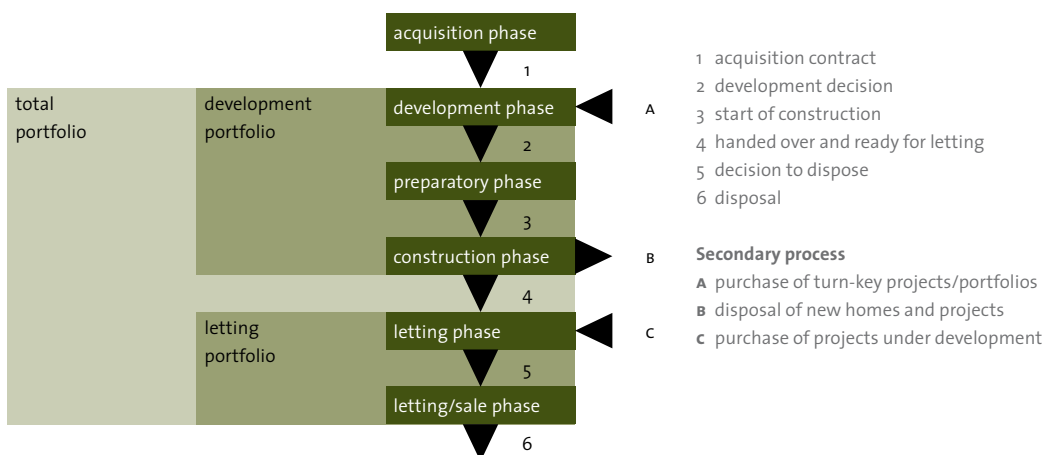 acquisition phase
1
total
portfolio
development
portfolio
development phase
A
2
preparatory phase
3
construction phase
B
4
letting
portfolio
letting phase
C
5
letting/sale phase
6
1 acquisition contract
2 development decision
3 start of construction
4 handed over and ready for letting
5 decision to dispose
6 disposal
Secondary process
A purchase of turn-key projects/portfolios
B disposal of new homes and projects
C purchase of projects under development